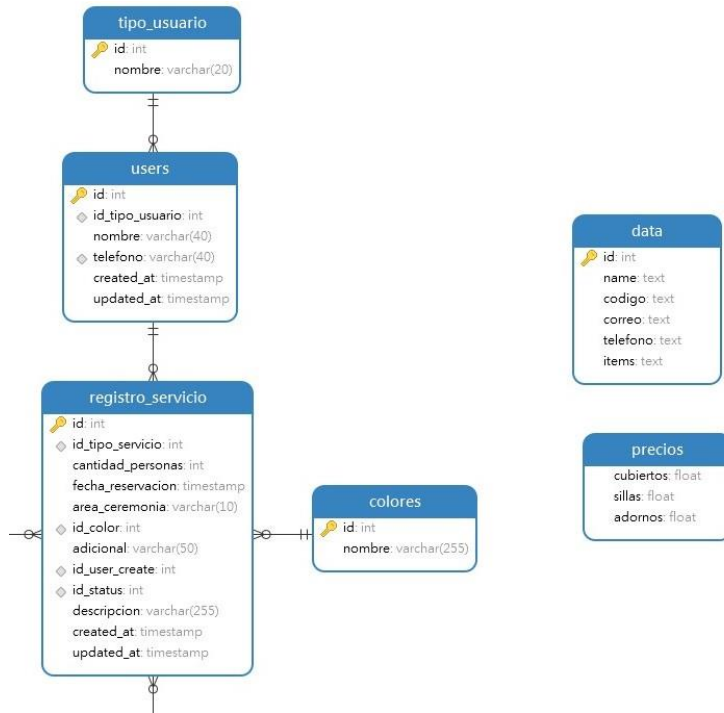 tipo_usuario
id: int
nombre: varchar(20)
users
id: int
id_tipo_usuario: int
nombre: varchar(40)
telefono: varchar(40)
created_at: timestamp
updated_at: timestamp
data
id: int
name: text
codigo: text
correo: text
telefono: text
items: text
registro_servicio
id: int
id_tipo_servicio: int
cantidad_personas: int
fecha_reservacion: timestamp
area_ceremonia: varchar(10)
id_color: int
adicional: varchar(50)
id_user_create: int
id_status: int
descripcion: varchar(255)
created_at: timestamp
updated_at: timestamp
colores
id: int
nombre: varchar(255)
precios
cubiertos: float
sillas: float
adornos: float